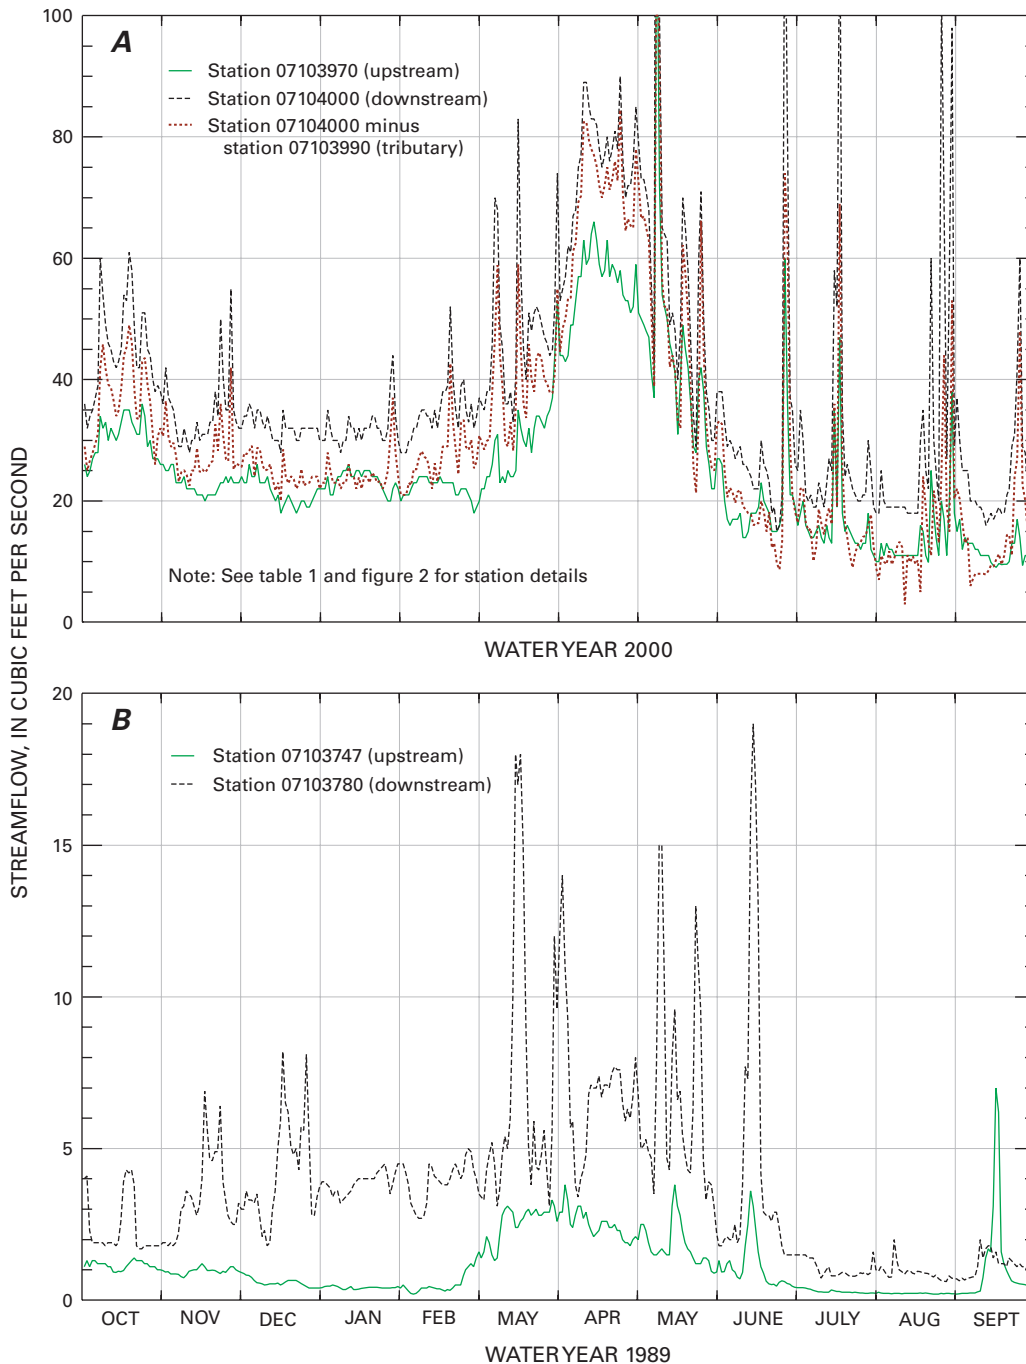 100
A
Station 07103970 (upstream)
Station 07104000 (downstream)
Station 07104000 minus
station 07103990 (tributary)
80
60
40
20
Note: See table 1 and figure 2 for station details
0
WATER YEAR 2000
STREAMFLOW, IN CUBIC FEET PER SECOND
20
B
Station 07103747 (upstream)
Station 07103780 (downstream)
15
10
5
0
OCT NOV DEC JAN FEB MAY APR MAY JUNE JULY AUG SEPT
WATER YEAR 1989